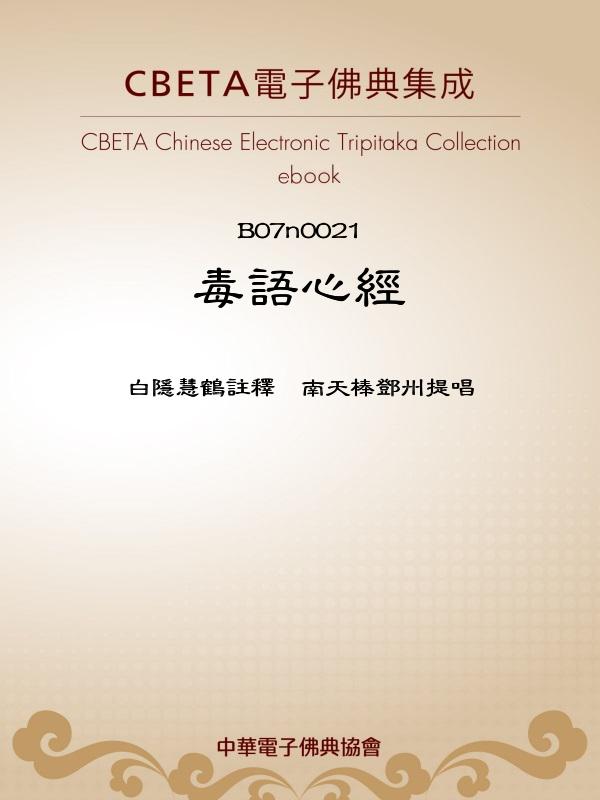 CBETA電子佛典集成
CBETA Chinese Electronic Tripitaka Collection
ebook
B07n0021
毒語心經
白隱慧鶴註釋　南天棒鄧州提唱
中華電子佛典協會